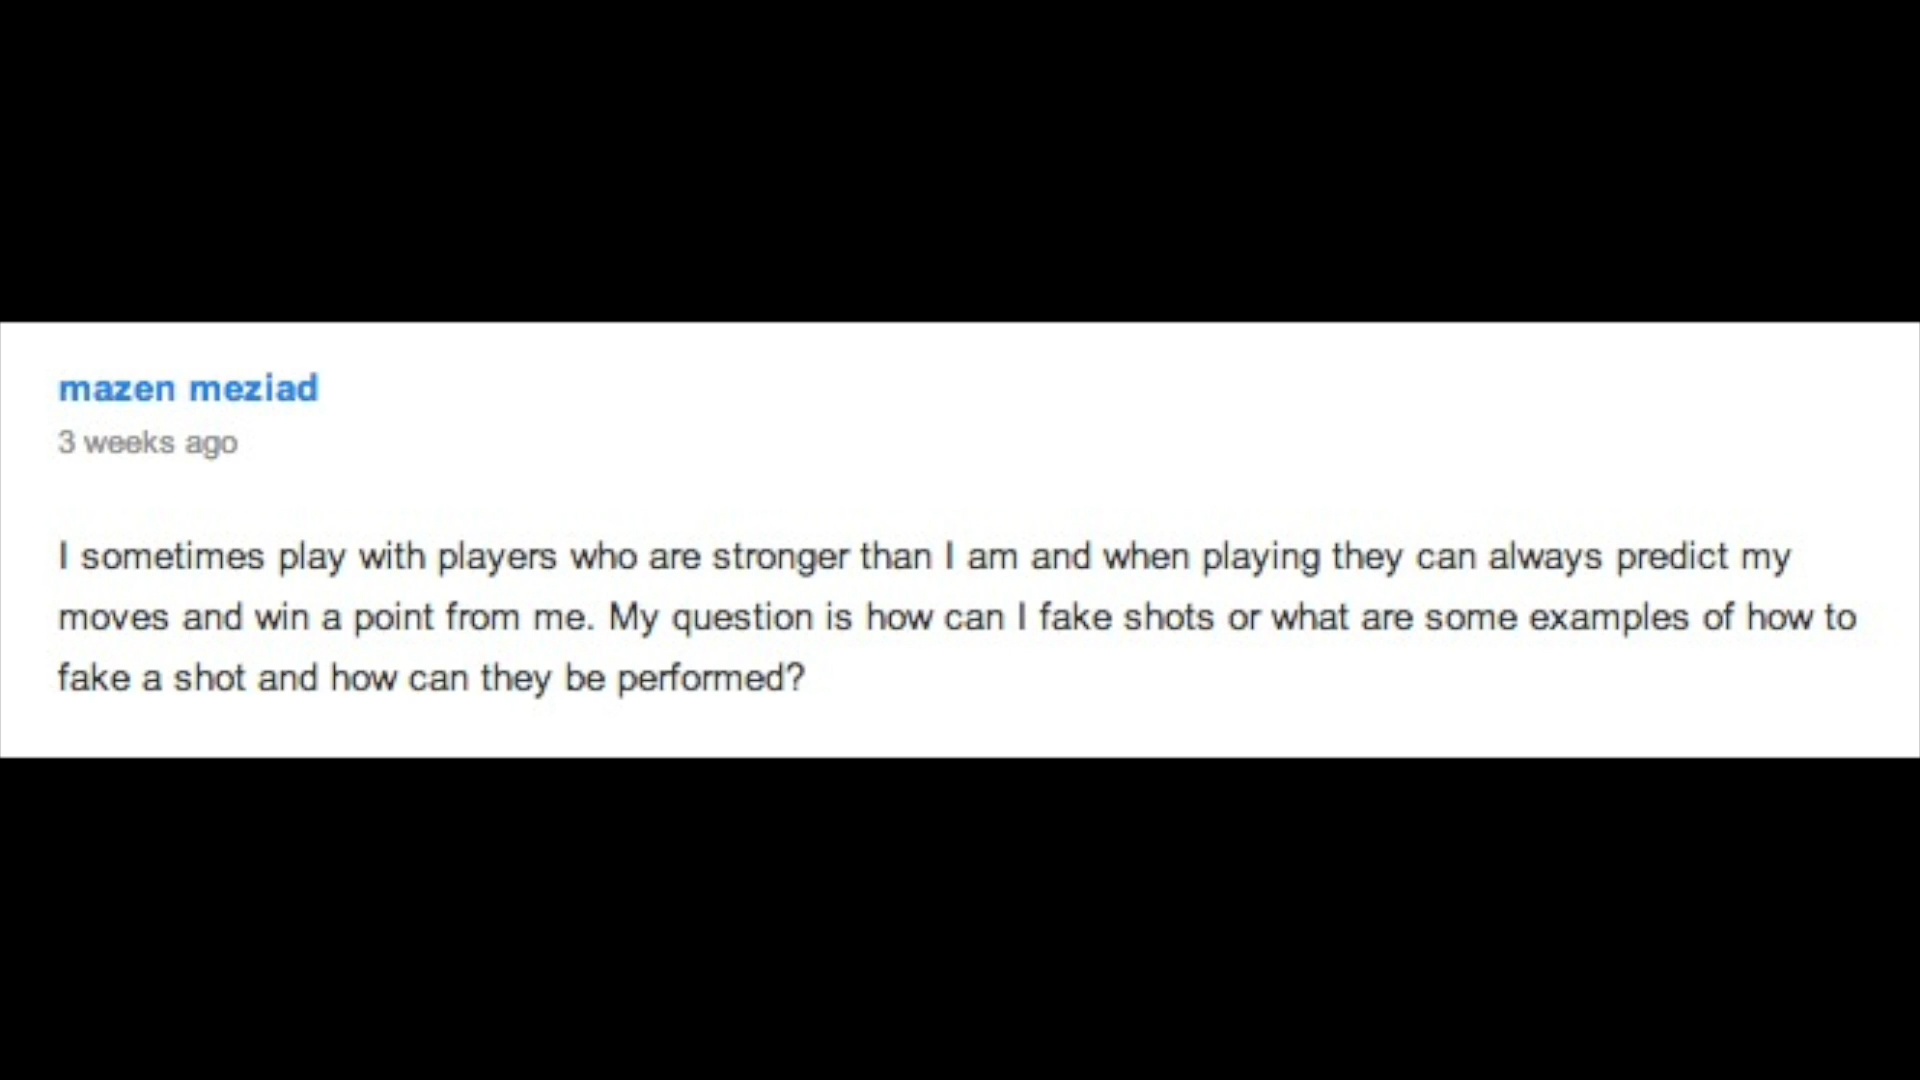 mazen meziad
3 weeks ago
I sometimes play with players who are stronger than I am and when playing they can always predict my
moves and win a point from me. My question is how can I fake shots or what are some examples of how to
fake a shot and how can they be performed?